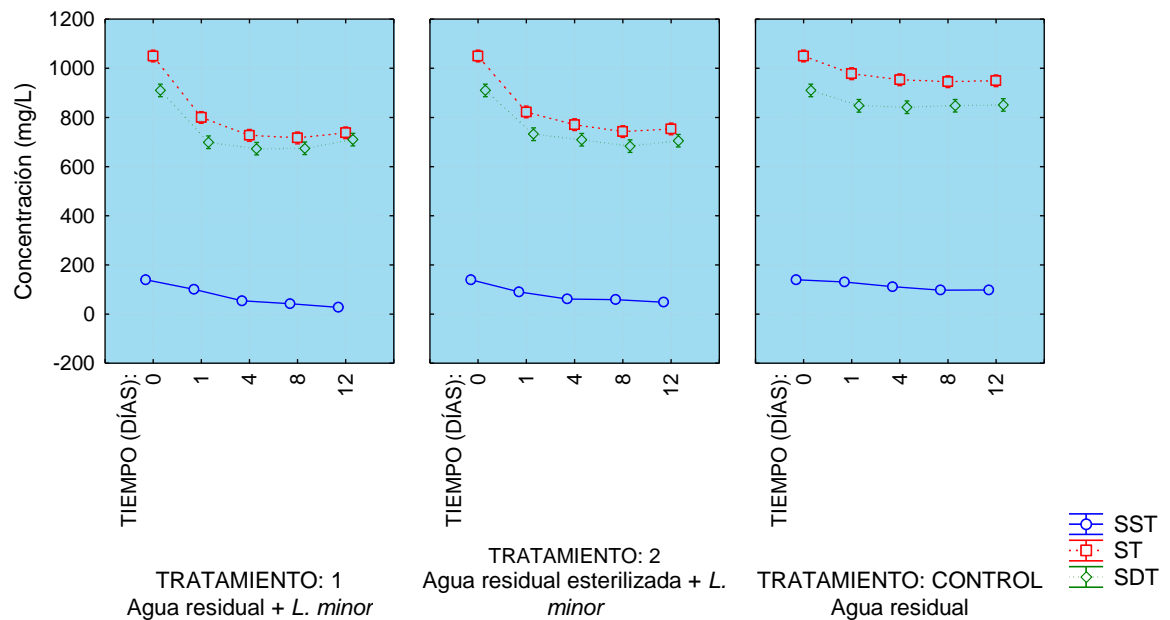 Concentración (mg/L)
1200
1000
800
600
400
200
0
-200
TIEMPO (DÍAS):
0
1
4
8
12
TRATAMIENTO: 1
Agua residual + L. minor
TIEMPO (DÍAS):
0
1
4
8
12
TRATAMIENTO: 2
Agua residual esterilizada + L.
minor
TIEMPO (DÍAS):
0
1
4
8
12
TRATAMIENTO: CONTROL
Agua residual
SST
ST
SDT